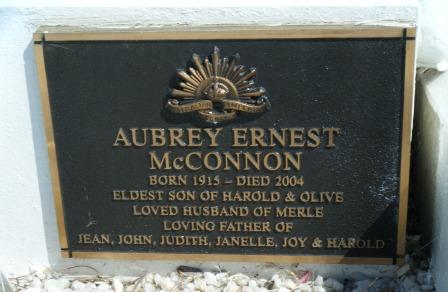 AUBREY ERNEST
McCONNON
BORN 1915 – DIED 2004
ELDEST SON OF HAROLD & OLIVE
LOVED HUSBAND OF MERLE
LOVING FATHER OF
JEAN, JOHN, JUDITH, JANELLE, JOY & HAROLD